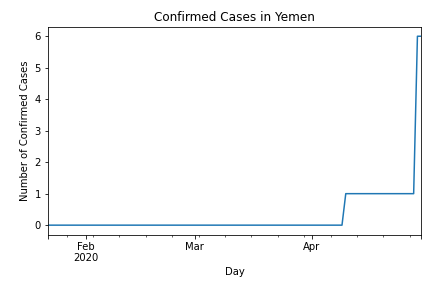 Confirmed Cases in Yemen
Number of Confirmed Cases
6
5
4
3
2
1
0
Feb
2020
Mar
Apr
Day